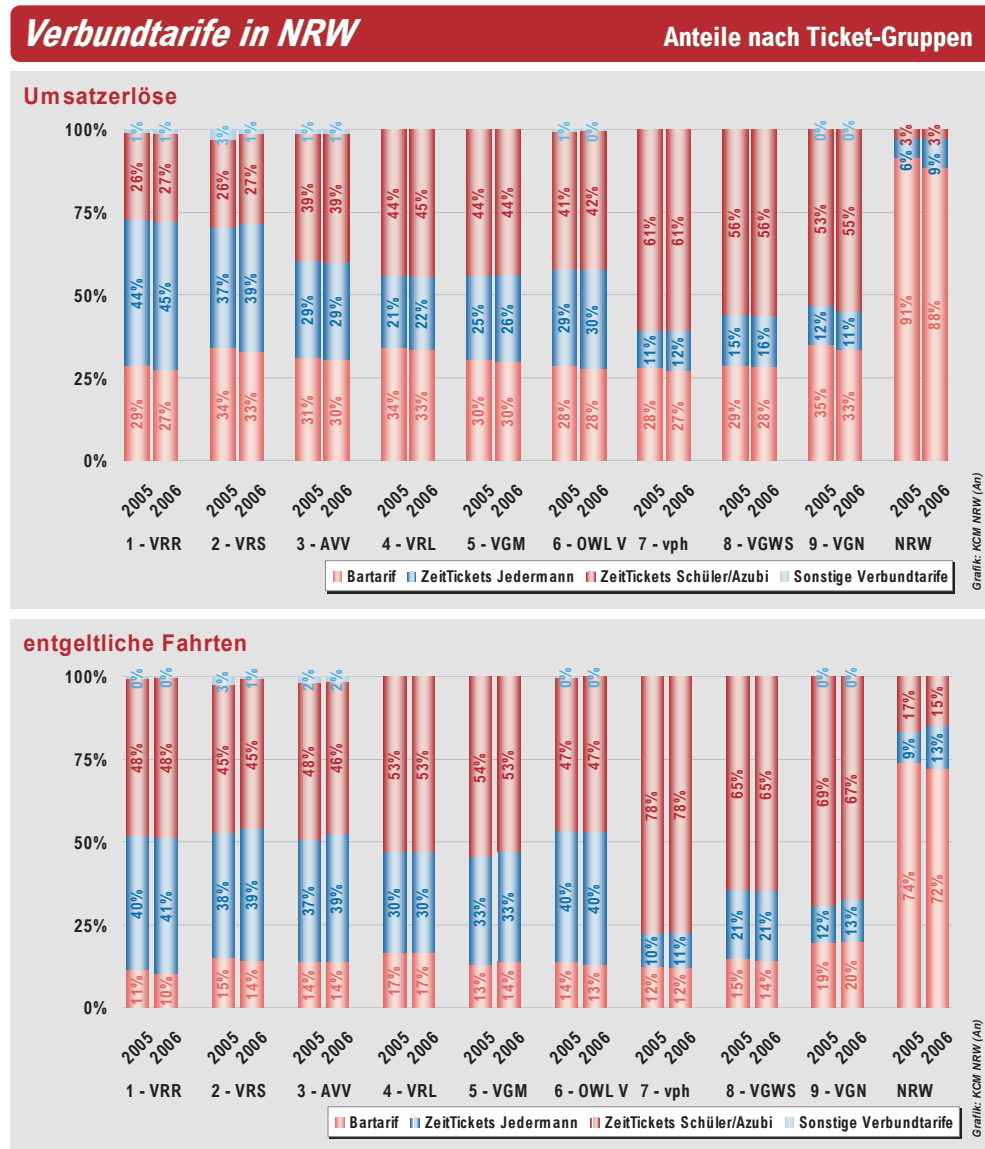 Verbundtarife in NRW Anteile nach Ticket-Gruppen
Umsatzerlöse
100% 1% 1% 3% 1% 1% 1% 1% 0% 0% 0% 3% 3%
26% 27% 26% 27% 39% 39% 44% 45% 44% 44% 41% 42% 61% 61% 56% 56% 53% 55% 6% 9%
75%
44% 45% 37% 39% 29% 29% 21% 22% 25% 26% 29% 30% 11% 12% 15% 16% 12% 11% 91% 88%
50%
25%
29% 27% 34% 33% 31% 30% 34% 33% 30% 30% 28% 28% 28% 27% 29% 28% 35% 33%
0%
2005 2006 2005 2006 2005 2006 2005 2006 2005 2006 2005 2006 2005 2006 2005 2006 2005 2006 2005 2006
1 - VRR 2 - VRS 3 - AVV 4 - VRL 5 - VGM 6 - OWL V 7 - vph 8 - VGWS 9 - VGN NRW
Bartarif ZeitTickets Jedermann ZeitTickets Schüler/Azubi Sonstige Verbundtarife
Grafik: KCM NRW (An)
entgeltliche Fahrten
100% 0% 0% 3% 1% 2% 2% 0% 0% 0% 0% 17% 15%
48% 48% 45% 45% 48% 46% 53% 53% 54% 53% 47% 47% 78% 78% 65% 65% 69% 67% 9% 13%
75%
50%
40% 41% 38% 39% 37% 39% 30% 30% 33% 33% 40% 40% 10% 11% 21% 21% 12% 13% 74% 72%
25%
11% 10% 15% 14% 14% 14% 17% 17% 13% 14% 14% 13% 12% 12% 15% 14% 19% 20%
0%
2005 2006 2005 2006 2005 2006 2005 2006 2005 2006 2005 2006 2005 2006 2005 2006 2005 2006 2005 2006
1 - VRR 2 - VRS 3 - AVV 4 - VRL 5 - VGM 6 - OWL V 7 - vph 8 - VGWS 9 - VGN NRW
Bartarif ZeitTickets Jedermann ZeitTickets Schüler/Azubi Sonstige Verbundtarife
Grafik: KCM NRW (An)